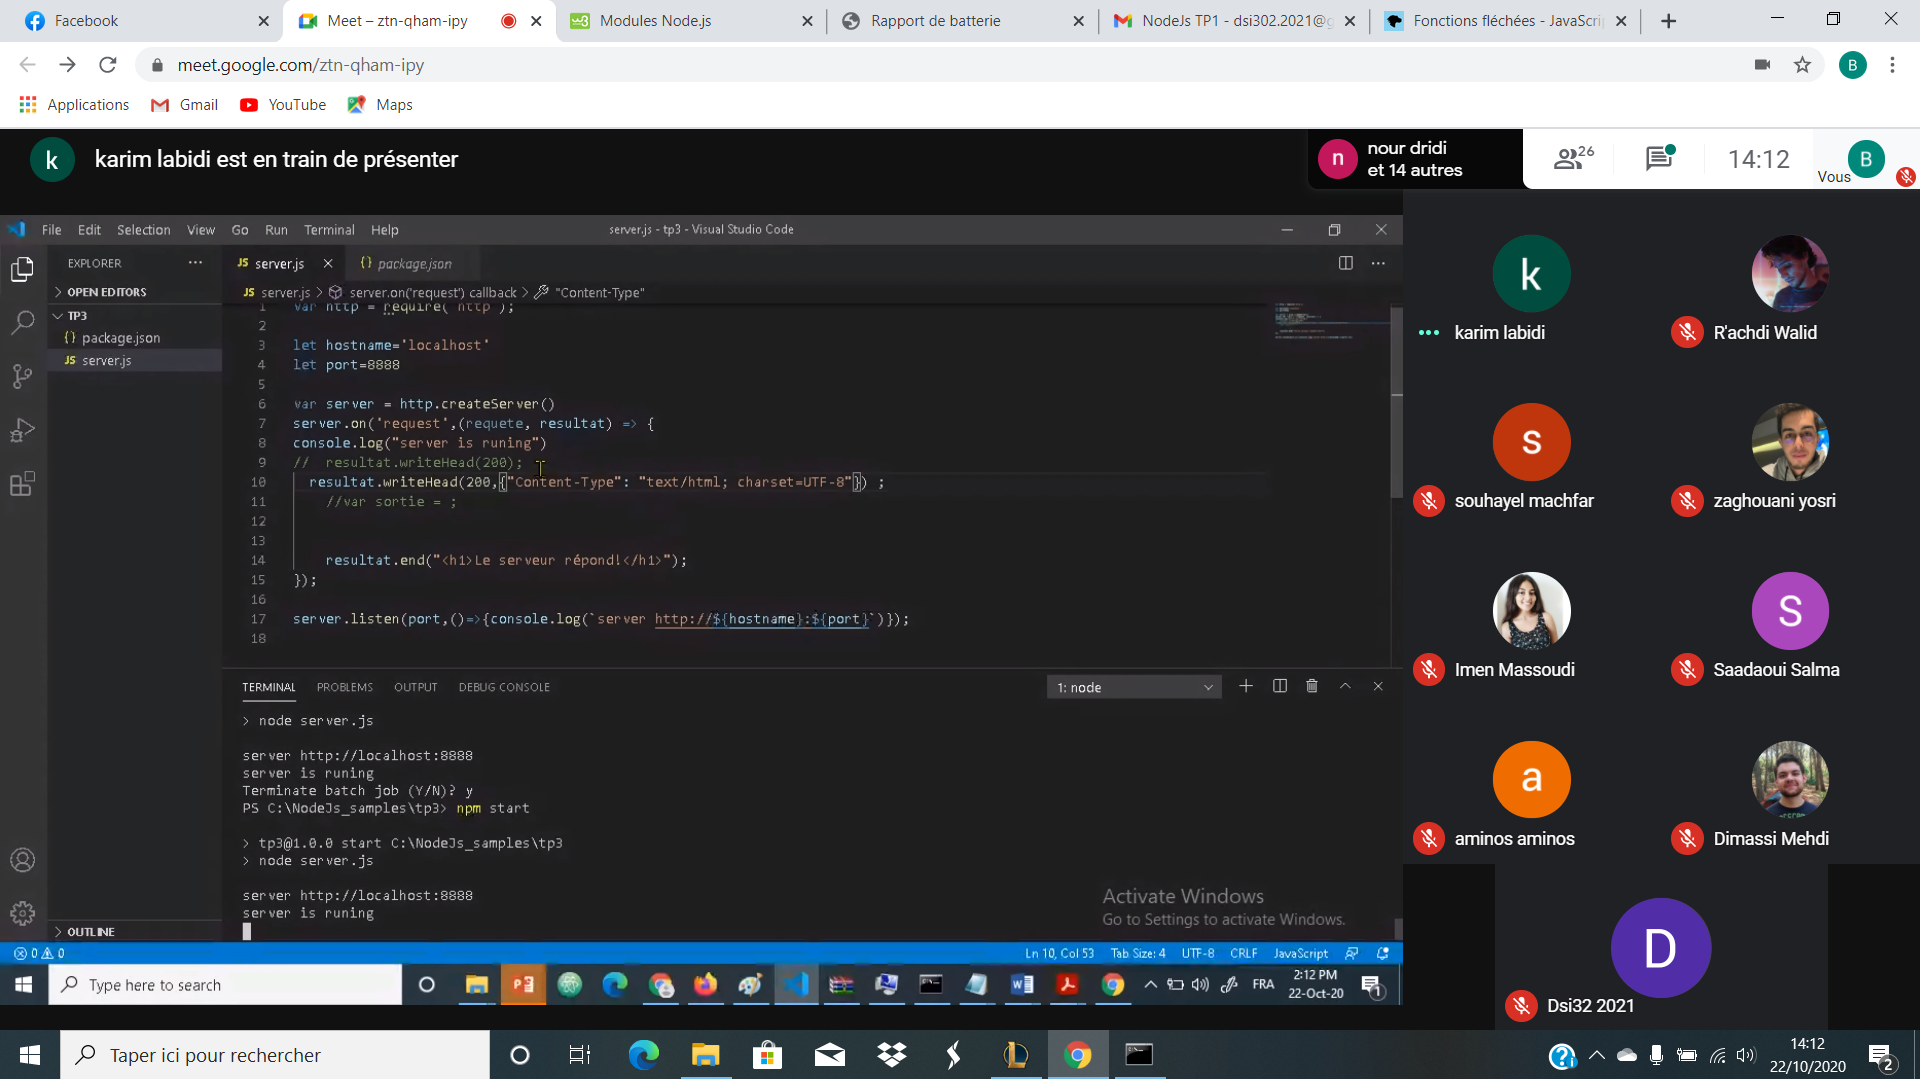 Facebook
Meet – ztn-qham-ipy
Modules Node.js
Rapport de batterie
NodeJs TP1 - dsi302.2021@g
Fonctions fléchées - JavaScri
meet.google.com/ztn-qham-ipy
B
Applications
Gmail
YouTube
Maps
k
karim labidi est en train de présenter
n
nour dridi
et 14 autres
26
14:12
Vous
B
File Edit Selection View Go Run Terminal Help
server.js - tp3 - Visual Studio Code
EXPLORER
JS server.js
{} package.json
OPEN EDITORS
JS server.js > server.on('request') callback > "Content-Type"
TP3
{} package.json
JS server.js
1 var http = require('http');
2
3 let hostname='localhost'
4 let port=8888
5
6 var server = http.createServer()
7 server.on('request',(requete, resultat) => {
8 console.log("server is runing")
9 //  resultat.writeHead(200);
10 resultat.writeHead(200,{"Content-Type": "text/html; charset=UTF-8"}) ;
11 //var sortie = ;
12
13
14 resultat.end("<h1>Le serveur répond!</h1>");
15 });
16
17 server.listen(port,()=>{console.log(`server http://${hostname}:${port}`)});
18
TERMINAL PROBLEMS OUTPUT DEBUG CONSOLE
1: node
> node server.js
server http://localhost:8888
server is runing
Terminate batch job (Y/N)? y
PS C:\NodeJs_samples\tp3> npm start
> tp3@1.0.0 start C:\NodeJs_samples\tp3
> node server.js
server http://localhost:8888
server is runing
Activate Windows
Go to Settings to activate Windows.
OUTLINE
0 0
Ln 10, Col 53 Tab Size: 4 UTF-8 CRLF JavaScript
Type here to search
FRA
2:12 PM
22-Oct-20
1
k
karim labidi
R'achdi Walid
s
souhayel machfar
zaghouani yosri
Imen Massoudi
S
Saadaoui Salma
a
aminos aminos
Dimassi Mehdi
D
Dsi32 2021
Taper ici pour rechercher
14:12
22/10/2020
2